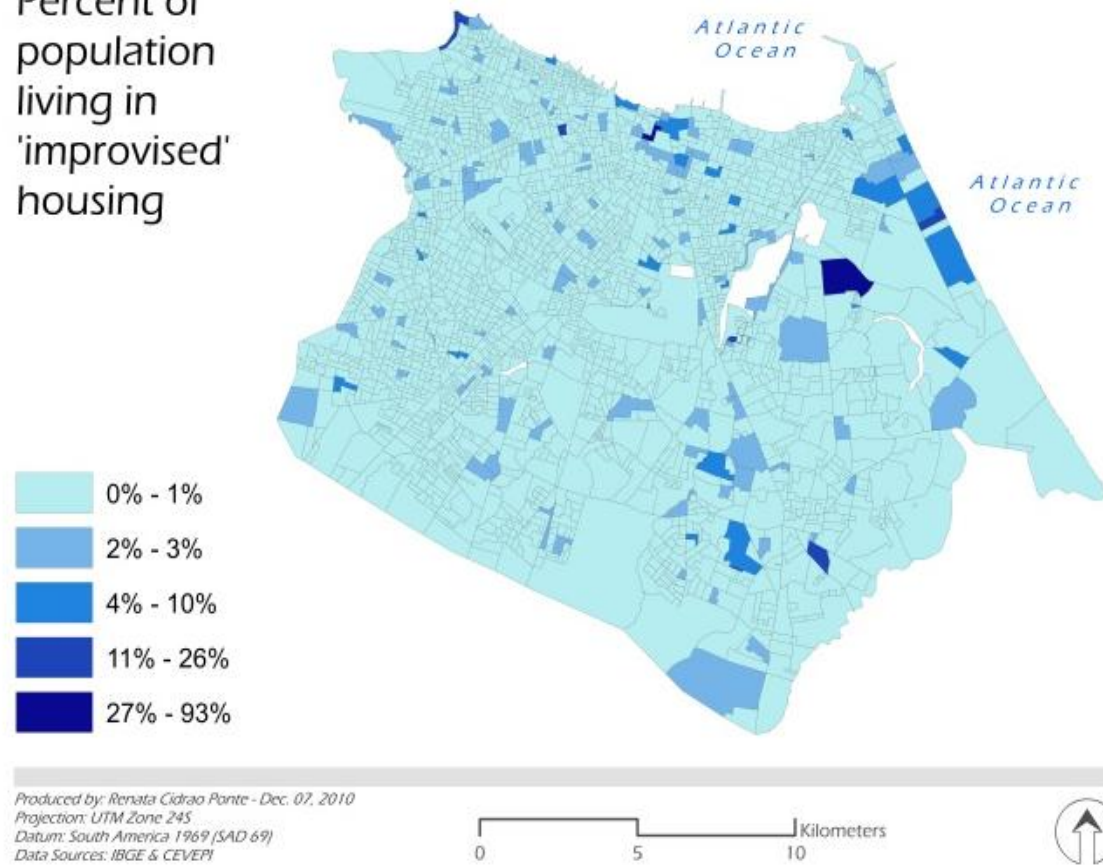 Percent of
population
living in
'improvised'
housing
Atlantic
Ocean
Atlantic
Ocean
0% - 1%
2% - 3%
4% - 10%
11% - 26%
27% - 93%
Produced by: Renata Cidrao Ponte - Dec. 07, 2010
Projection: UTM Zone 24S
Datum: South America 1969 (SAD 69)
Data Sources: IBGE & CEVEPI
Kilometers
0 5 10